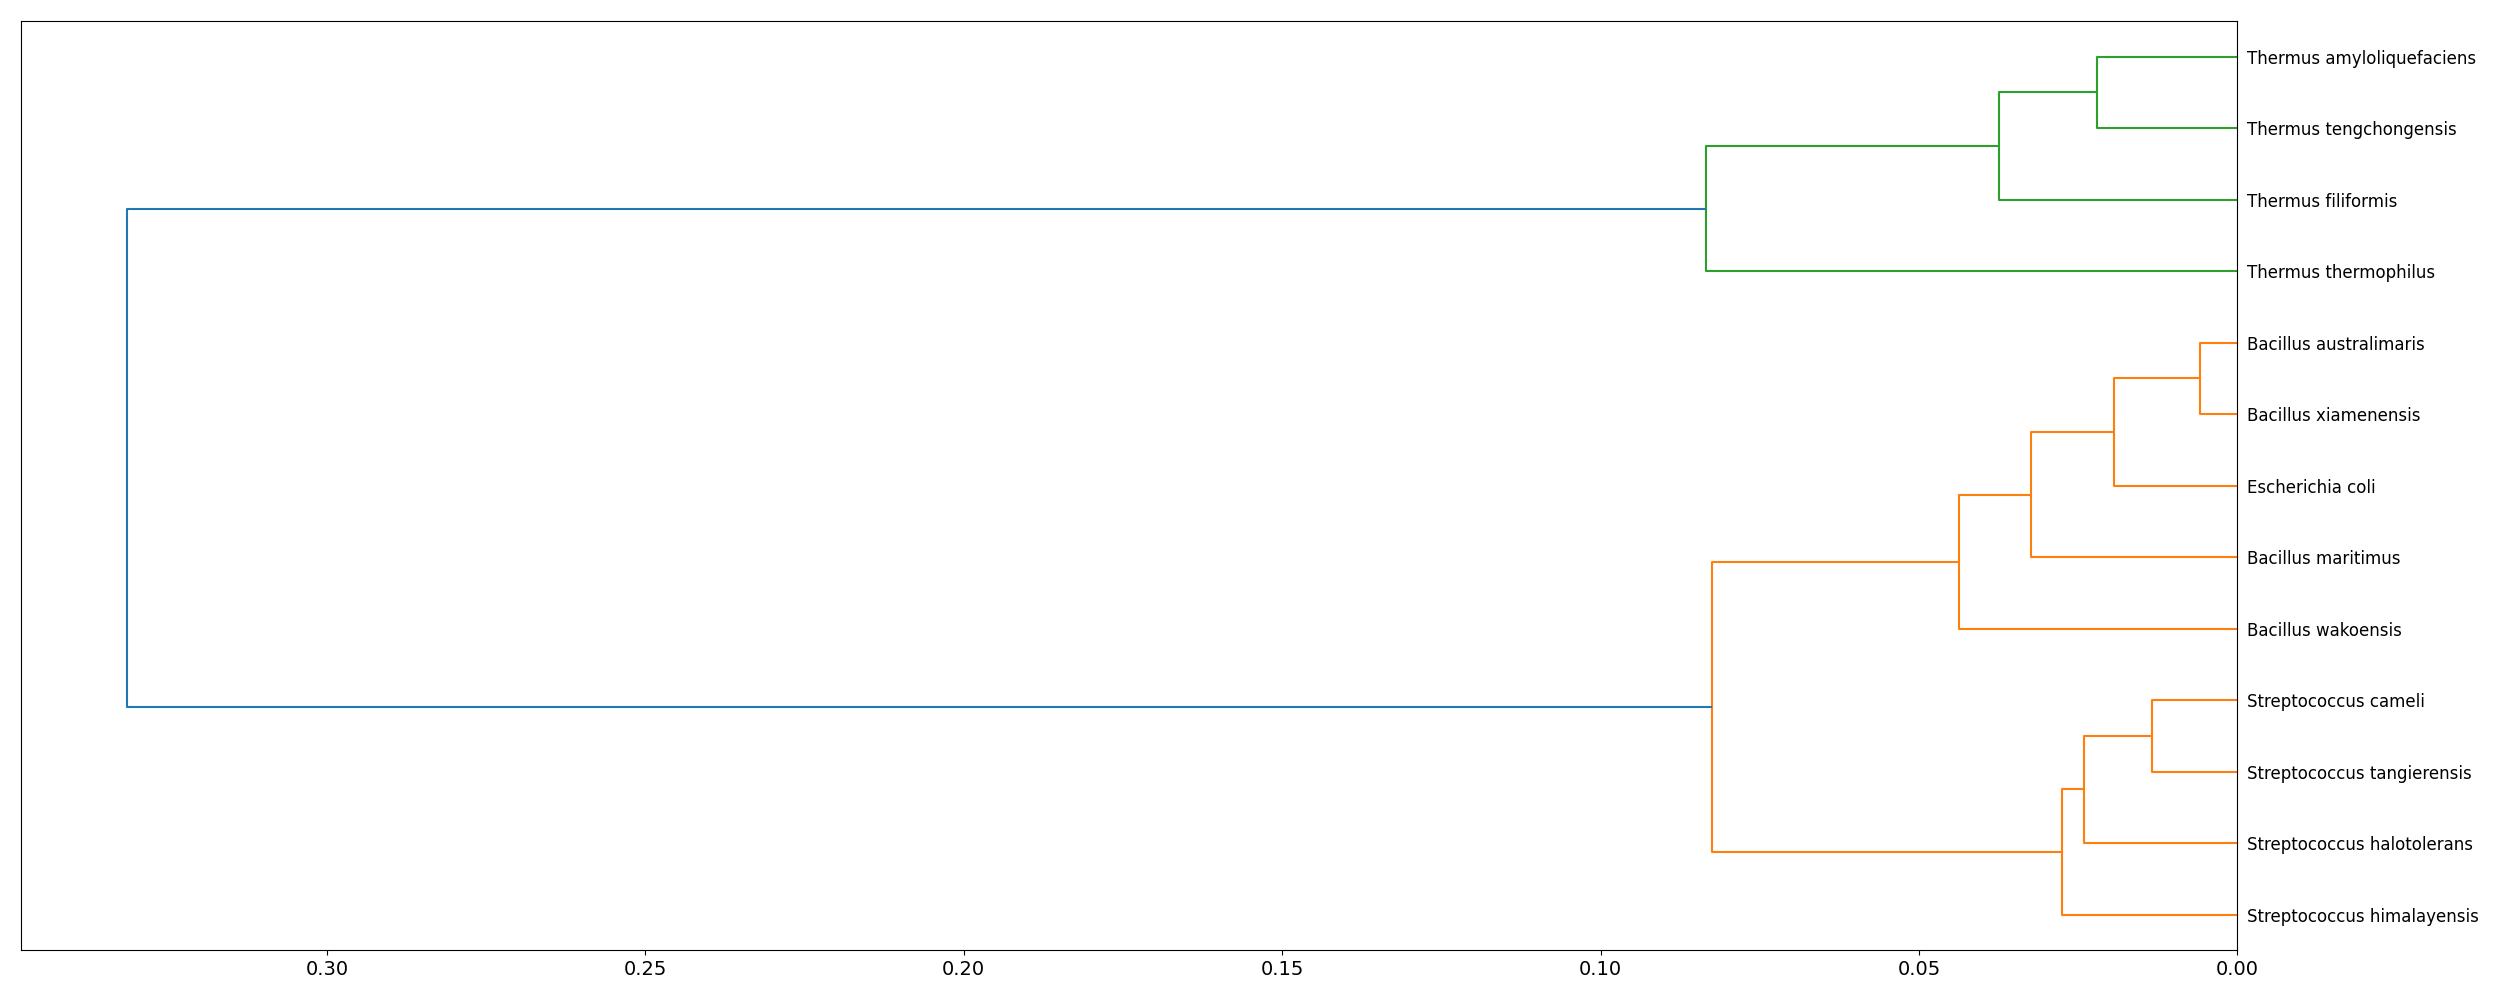 Thermus amyloliquefaciens
Thermus tengchongensis
Thermus filiformis
Thermus thermophilus
Bacillus australimaris
Bacillus xiamenensis
Escherichia coli
Bacillus maritimus
Bacillus wakoensis
Streptococcus cameli
Streptococcus tangierensis
Streptococcus halotolerans
Streptococcus himalayensis
0.30 0.25 0.20 0.15 0.10 0.05 0.00